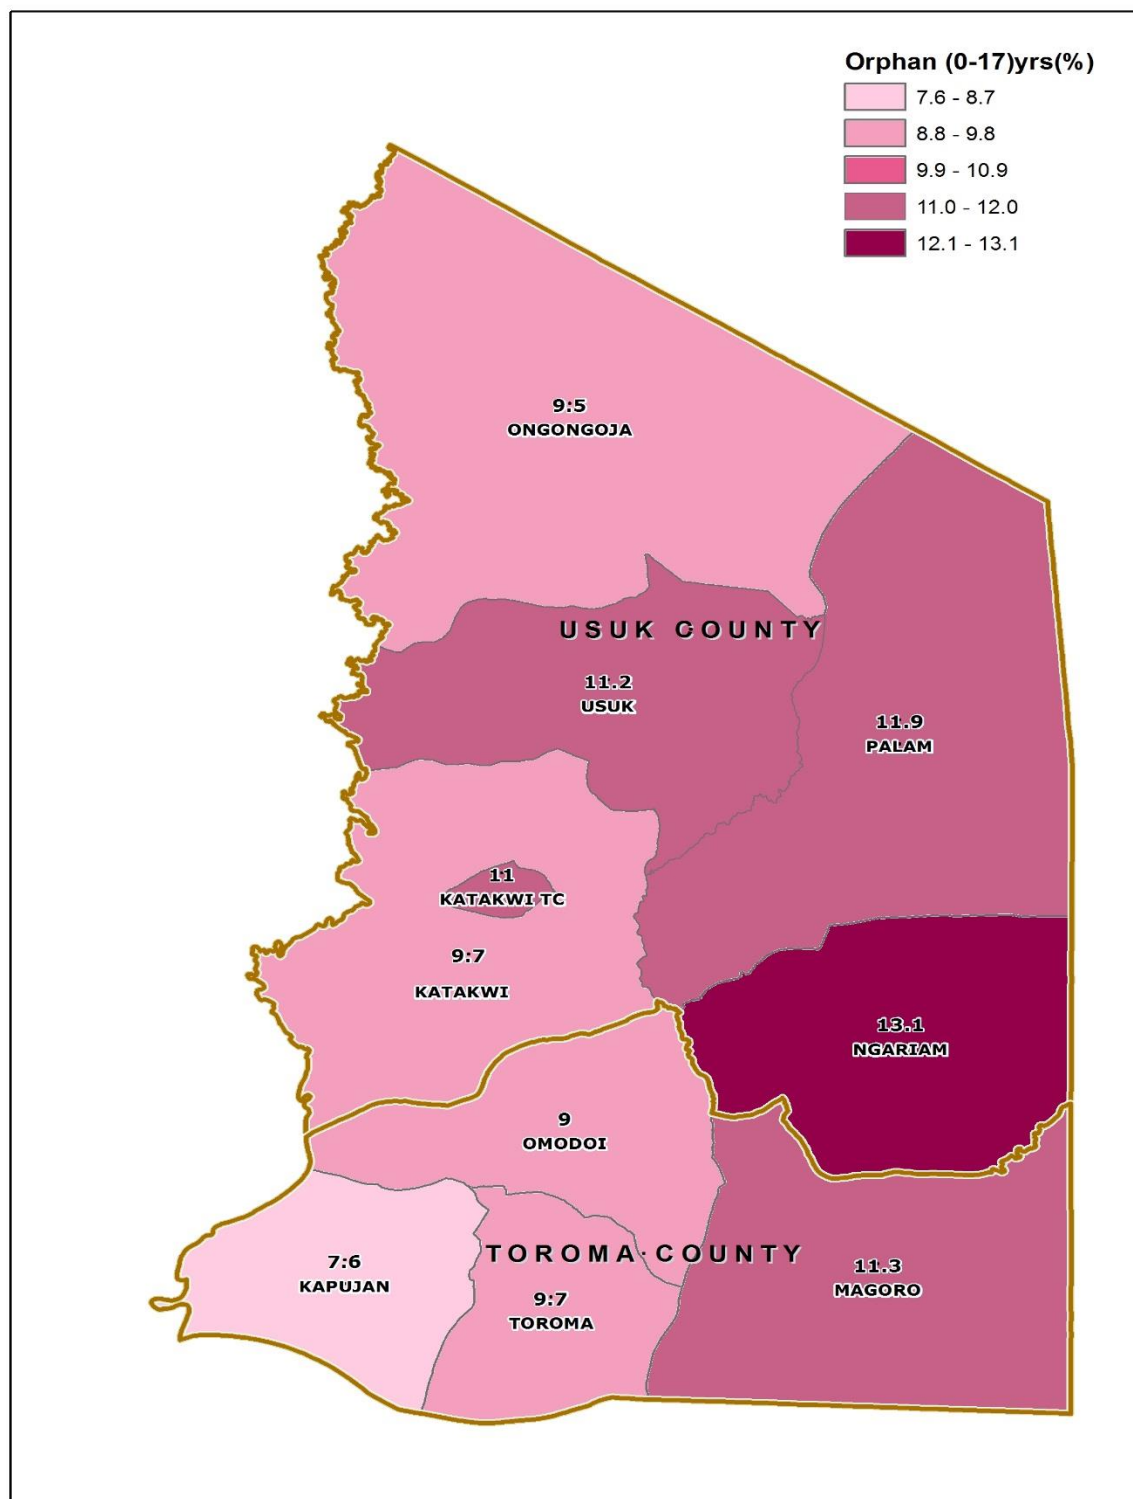 Orphan (0-17)yrs(%)
7.6 - 8.7
8.8 - 9.8
9.9 - 10.9
11.0 - 12.0
12.1 - 13.1
9:5
ONGONGOJA
USUK COUNTY
11.2
USUK
11.9
PALAM
11
KATAKWI TC
9:7
KATAKWI
13.1
NGARIAM
9
OMODOI
TOROMA COUNTY
7:6
KAPUJAN
11.3
MAGORO
9:7
TOROMA